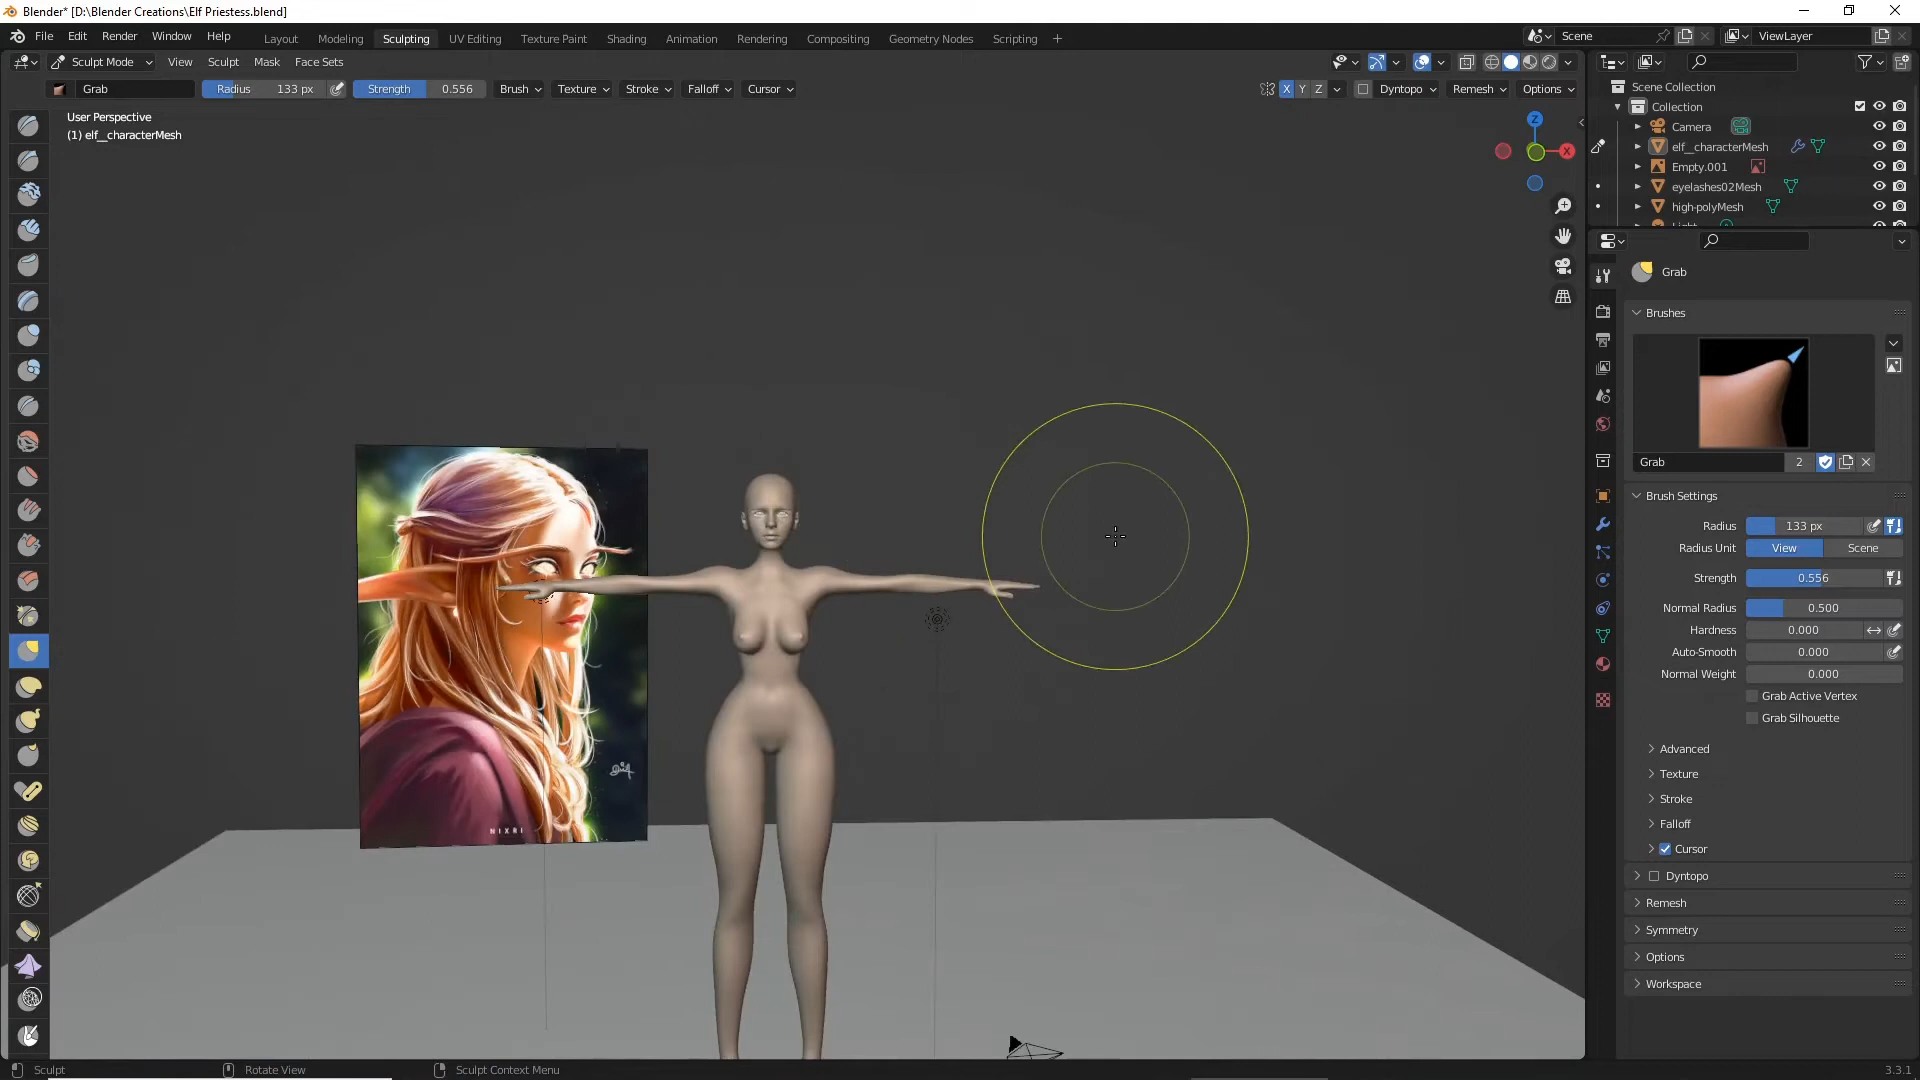 Blender* [D:\Blender Creations\Elf Priestess.blend]
File Edit Render Window Help Layout Modeling Sculpting UV Editing Texture Paint Shading Animation Rendering Compositing Geometry Nodes Scripting + Scene ViewLayer
Sculpt Mode View Sculpt Mask Face Sets
Grab Radius 133 px Strength 0.556 Brush Texture Stroke Falloff Cursor X Y Z Dyntopo Remesh Options
User Perspective
(1) elf__characterMesh
Z
X
NIXRI
Scene Collection
Collection
Camera
elf__characterMesh
Empty.001
eyelashes02Mesh
high-polyMesh
Light
Grab
Brushes
Grab 2
Brush Settings
Radius 133 px
Radius Unit View Scene
Strength 0.556
Normal Radius 0.500
Hardness 0.000
Auto-Smooth 0.000
Normal Weight 0.000
Grab Active Vertex
Grab Silhouette
Advanced
Texture
Stroke
Falloff
Cursor
Dyntopo
Remesh
Symmetry
Options
Workspace
Sculpt Rotate View Sculpt Context Menu 3.3.1